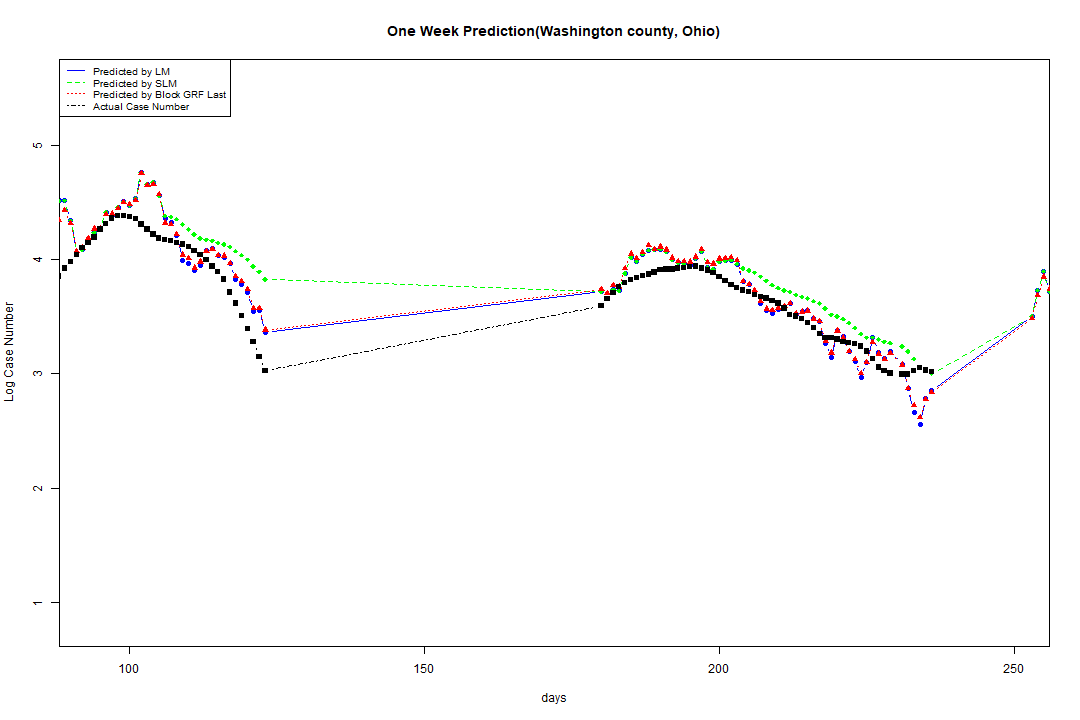 One Week Prediction(Washington county, Ohio)
Predicted by LM
Predicted by SLM
Predicted by Block GRF Last
Actual Case Number
5
4
3
2
1
Log Case Number
100
150
200
250
days